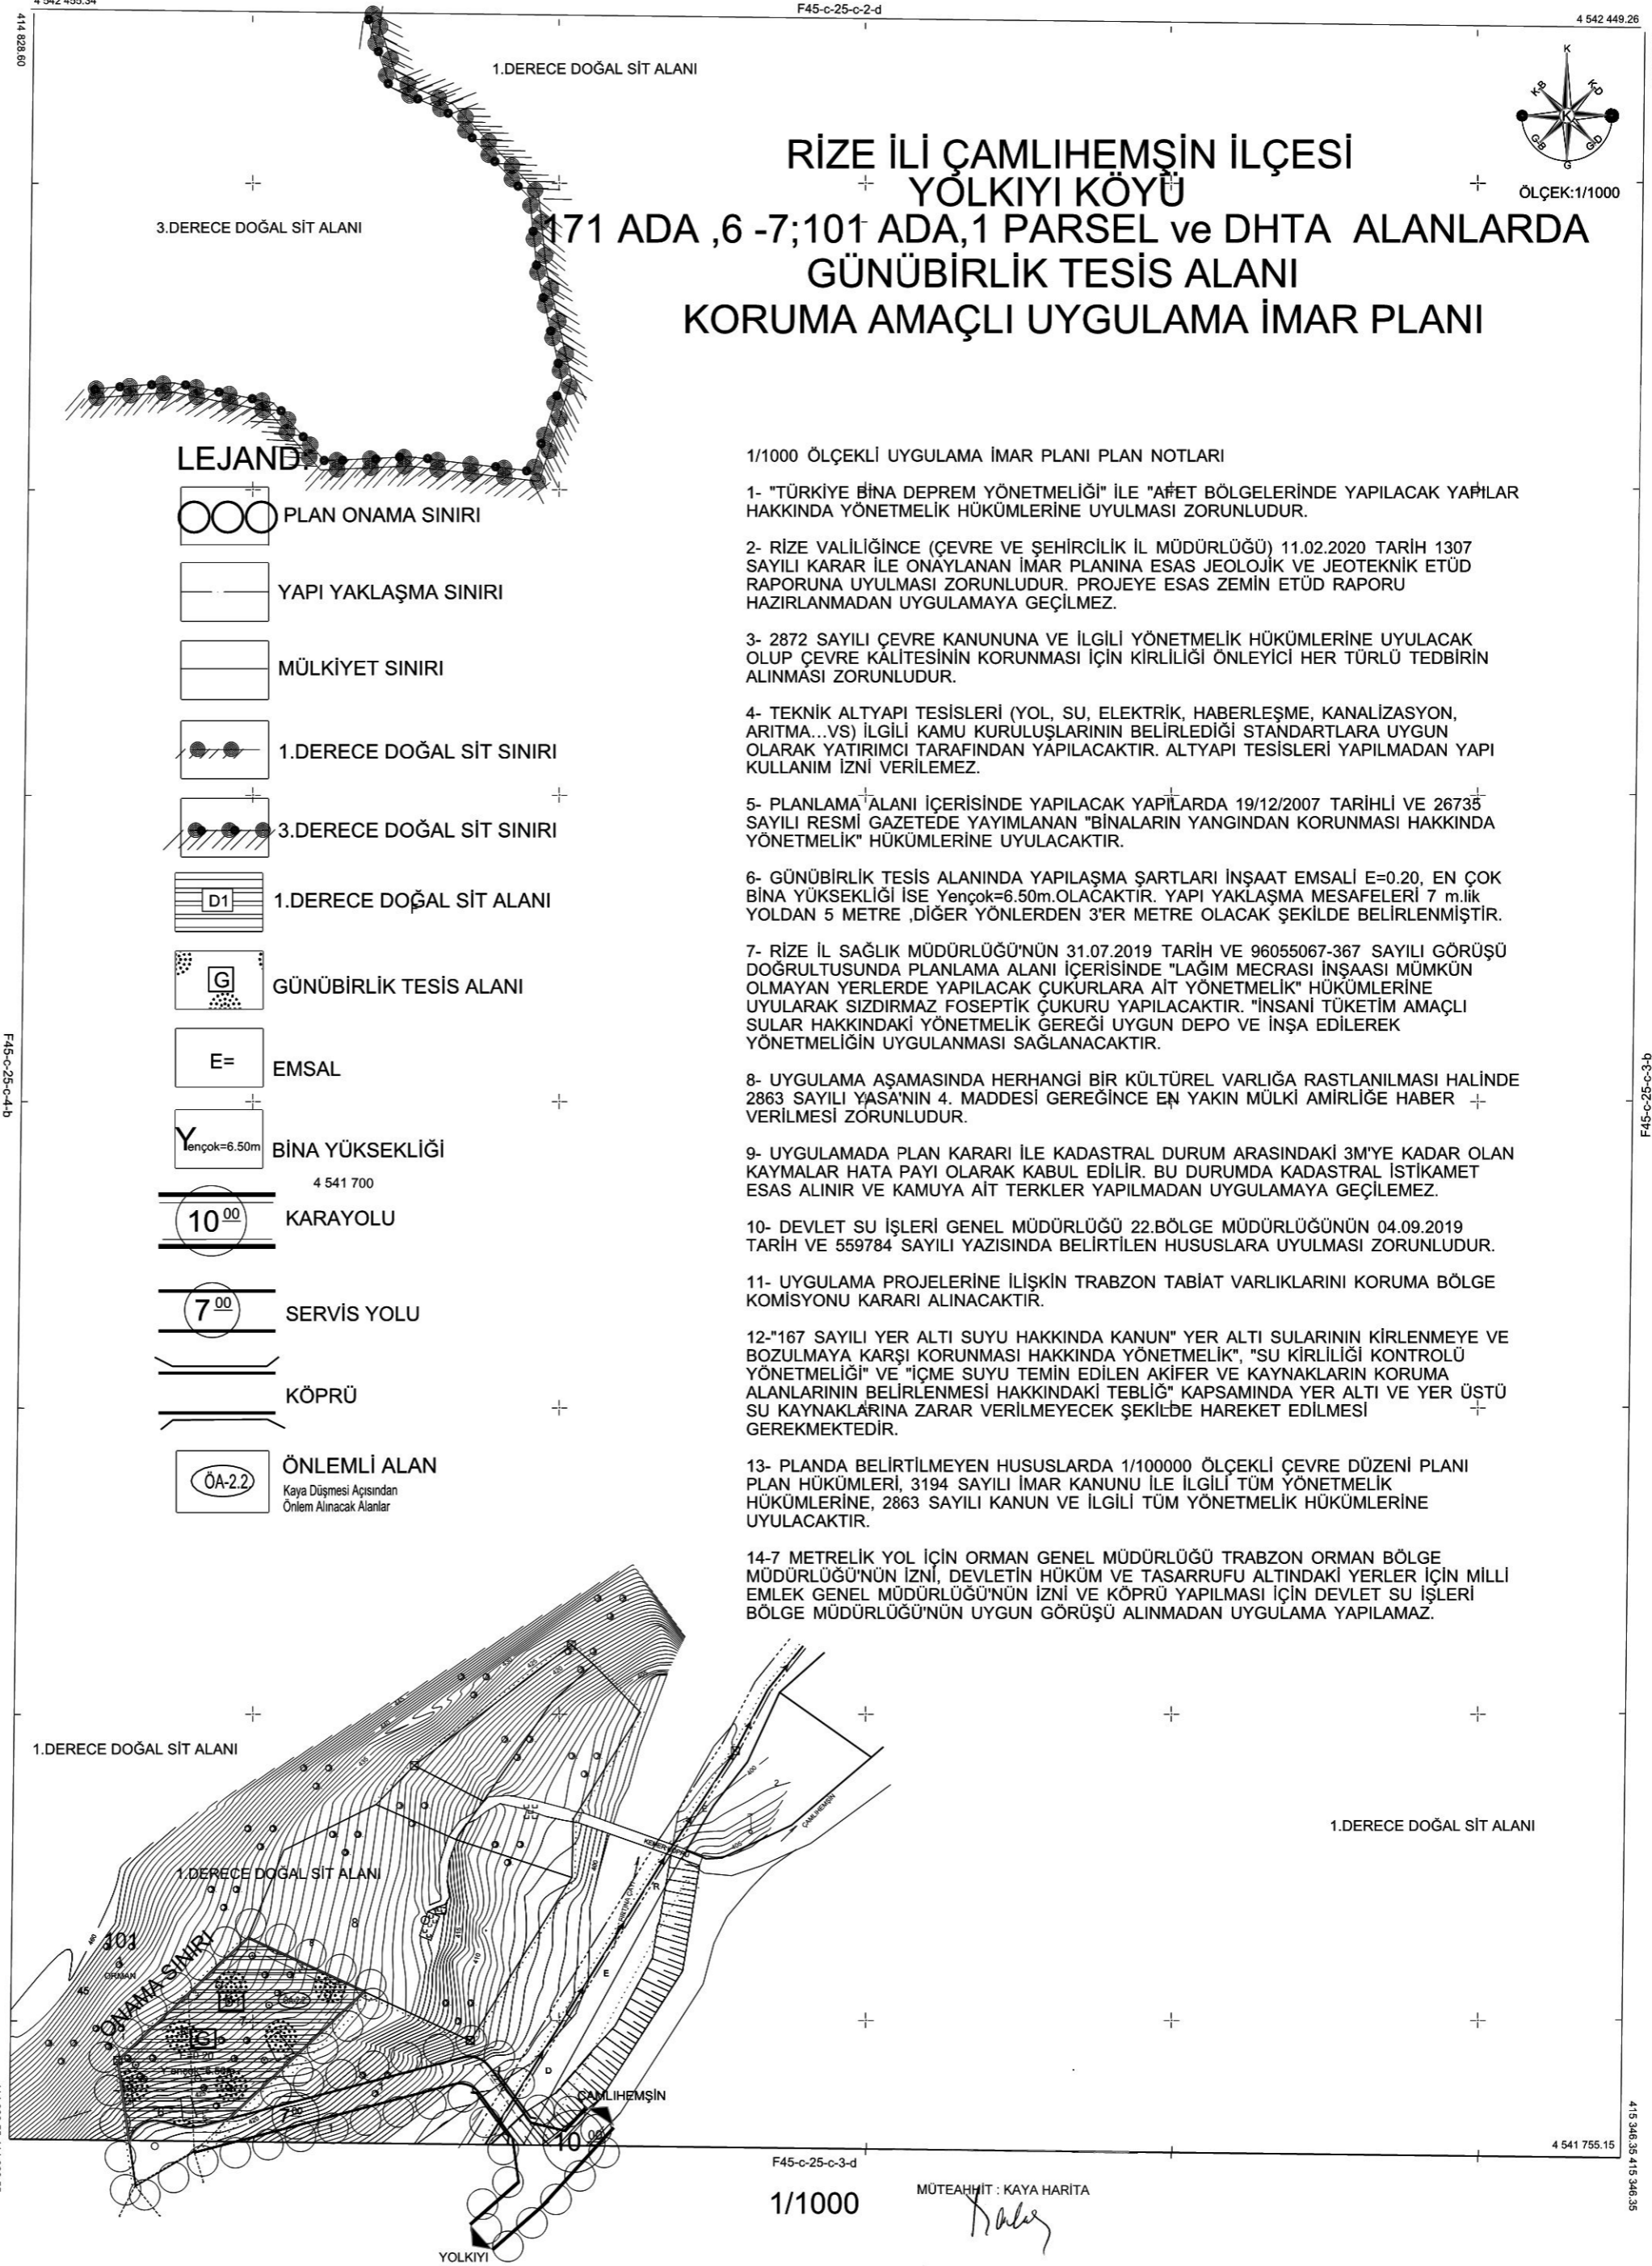 4 542 455.34
F45-c-25-c-2-d
4 542 449.26
414 828.60
1.DERECE DOĞAL SİT ALANI
K
K-B
K-D
K
G-B
G-D
G
ÖLÇEK:1/1000
RİZE İLİ ÇAMLIHEMŞİN İLÇESİ
YOLKIYI KÖYÜ
171 ADA ,6 -7;101 ADA,1 PARSEL ve DHTA ALANLARDA
GÜNÜBİRLİK TESİS ALANI
KORUMA AMAÇLI UYGULAMA İMAR PLANI
3.DERECE DOĞAL SİT ALANI
LEJAND
PLAN ONAMA SINIRI
YAPI YAKLAŞMA SINIRI
MÜLKİYET SINIRI
1.DERECE DOĞAL SİT SINIRI
3.DERECE DOĞAL SİT SINIRI
D1
1.DERECE DOĞAL SİT ALANI
G
GÜNÜBİRLİK TESİS ALANI
E=
EMSAL
Yençok=6.50m
BİNA YÜKSEKLİĞİ
4 541 700
10 00
KARAYOLU
7 00
SERVİS YOLU
KÖPRÜ
ÖA-2.2
ÖNLEMLİ ALAN
Kaya Düşmesi Açısından
Önlem Alınacak Alanlar
1/1000 ÖLÇEKLİ UYGULAMA İMAR PLANI PLAN NOTLARI
1- "TÜRKİYE BİNA DEPREM YÖNETMELİĞİ" İLE "AFET BÖLGELERİNDE YAPILACAK YAPILAR
HAKKINDA YÖNETMELİK HÜKÜMLERİNE UYULMASI ZORUNLUDUR.
2- RİZE VALİLİĞİNCE (ÇEVRE VE ŞEHİRCİLİK İL MÜDÜRLÜĞÜ) 11.02.2020 TARİH 1307
SAYILI KARAR İLE ONAYLANAN İMAR PLANINA ESAS JEOLOJİK VE JEOTEKNİK ETÜD
RAPORUNA UYULMASI ZORUNLUDUR. PROJEYE ESAS ZEMİN ETÜD RAPORU
HAZIRLANMADAN UYGULAMAYA GEÇİLMEZ.
3- 2872 SAYILI ÇEVRE KANUNUNA VE İLGİLİ YÖNETMELİK HÜKÜMLERİNE UYULACAK
OLUP ÇEVRE KALİTESİNİN KORUNMASI İÇİN KİRLİLİĞİ ÖNLEYİCİ HER TÜRLÜ TEDBİRİN
ALINMASI ZORUNLUDUR.
4- TEKNİK ALTYAPI TESİSLERİ (YOL, SU, ELEKTRİK, HABERLEŞME, KANALİZASYON,
ARITMA...VS) İLGİLİ KAMU KURULUŞLARININ BELİRLEDİĞİ STANDARTLARA UYGUN
OLARAK YATIRIMCI TARAFINDAN YAPILACAKTIR. ALTYAPI TESİSLERİ YAPILMADAN YAPI
KULLANIM İZNİ VERİLEMEZ.
5- PLANLAMA ALANI İÇERİSİNDE YAPILACAK YAPILARDA 19/12/2007 TARİHLİ VE 26735
SAYILI RESMİ GAZETEDE YAYIMLANAN "BİNALARIN YANGINDAN KORUNMASI HAKKINDA
YÖNETMELİK" HÜKÜMLERİNE UYULACAKTIR.
6- GÜNÜBİRLİK TESİS ALANINDA YAPILAŞMA ŞARTLARI İNŞAAT EMSALİ E=0.20, EN ÇOK
BİNA YÜKSEKLİĞİ İSE Yençok=6.50m.OLACAKTIR. YAPI YAKLAŞMA MESAFELERİ 7 m.lik
YOLDAN 5 METRE ,DİĞER YÖNLERDEN 3'ER METRE OLACAK ŞEKİLDE BELİRLENMİŞTİR.
7- RİZE İL SAĞLIK MÜDÜRLÜĞÜ'NÜN 31.07.2019 TARİH VE 96055067-367 SAYILI GÖRÜŞÜ
DOĞRULTUSUNDA PLANLAMA ALANI İÇERİSİNDE "LAĞIM MECRASI İNŞAASI MÜMKÜN
OLMAYAN YERLERDE YAPILACAK ÇUKURLARA AİT YÖNETMELİK" HÜKÜMLERİNE
UYULARAK SIZDIRMAZ FOSEPTİK ÇUKURU YAPILACAKTIR. "İNSANİ TÜKETİM AMAÇLI
SULAR HAKKINDAKİ YÖNETMELİK GEREĞİ UYGUN DEPO VE İNŞA EDİLEREK
YÖNETMELİĞİN UYGULANMASI SAĞLANACAKTIR.
8- UYGULAMA AŞAMASINDA HERHANGİ BİR KÜLTÜREL VARLIĞA RASTLANILMASI HALİNDE
2863 SAYILI YASA'NIN 4. MADDESİ GEREĞİNCE EN YAKIN MÜLKİ AMİRLİĞE HABER
VERİLMESİ ZORUNLUDUR.
9- UYGULAMADA PLAN KARARI İLE KADASTRAL DURUM ARASINDAKİ 3M'YE KADAR OLAN
KAYMALAR HATA PAYI OLARAK KABUL EDİLİR. BU DURUMDA KADASTRAL İSTİKAMET
ESAS ALINIR VE KAMUYA AİT TERKLER YAPILMADAN UYGULAMAYA GEÇİLEMEZ.
10- DEVLET SU İŞLERİ GENEL MÜDÜRLÜĞÜ 22.BÖLGE MÜDÜRLÜĞÜNÜN 04.09.2019
TARİH VE 559784 SAYILI YAZISINDA BELİRTİLEN HUSUSLARA UYULMASI ZORUNLUDUR.
11- UYGULAMA PROJELERİNE İLİŞKİN TRABZON TABİAT VARLIKLARINI KORUMA BÖLGE
KOMİSYONU KARARI ALINACAKTIR.
12-"167 SAYILI YER ALTI SUYU HAKKINDA KANUN" YER ALTI SULARININ KİRLENMEYE VE
BOZULMAYA KARŞI KORUNMASI HAKKINDA YÖNETMELİK", "SU KİRLİLİĞİ KONTROLÜ
YÖNETMELİĞİ" VE "İÇME SUYU TEMİN EDİLEN AKİFER VE KAYNAKLARIN KORUMA
ALANLARININ BELİRLENMESİ HAKKINDAKİ TEBLİĞ" KAPSAMINDA YER ALTI VE YER ÜSTÜ
SU KAYNAKLARINA ZARAR VERİLMEYECEK ŞEKİLDE HAREKET EDİLMESİ
GEREKMEKTEDİR.
13- PLANDA BELİRTİLMEYEN HUSUSLARDA 1/100000 ÖLÇEKLİ ÇEVRE DÜZENİ PLANI
PLAN HÜKÜMLERİ, 3194 SAYILI İMAR KANUNU İLE İLGİLİ TÜM YÖNETMELİK
HÜKÜMLERİNE, 2863 SAYILI KANUN VE İLGİLİ TÜM YÖNETMELİK HÜKÜMLERİNE
UYULACAKTIR.
14-7 METRELİK YOL İÇİN ORMAN GENEL MÜDÜRLÜĞÜ TRABZON ORMAN BÖLGE
MÜDÜRLÜĞÜ'NÜN İZNİ, DEVLETİN HÜKÜM VE TASARRUFU ALTINDAKİ YERLER İÇİN MİLLİ
EMLEK GENEL MÜDÜRLÜĞÜ'NÜN İZNİ VE KÖPRÜ YAPILMASI İÇİN DEVLET SU İŞLERİ
BÖLGE MÜDÜRLÜĞÜ'NÜN UYGUN GÖRÜŞÜ ALINMADAN UYGULAMA YAPILAMAZ.
F45-c-25-c-4-b
F45-c-25-c-3-b
1.DERECE DOĞAL SİT ALANI
1.DERECE DOĞAL SİT ALANI
1.DERECE DOĞAL SİT ALANI
ÇAMLIHEMŞİN
KEMER KÖPRÜ
8
101
ORMAN
45
ONAMA SINIRI
D1
ÖA-2.2
7
G
E=0.20
R
E
D
7 00
ÇAMLIHEMŞİN
10 00
YOLKIYI
4 541 755.15
415 346.35
415 346.35
F45-c-25-c-3-d
1/1000
MÜTEAHHİT : KAYA HARİTA